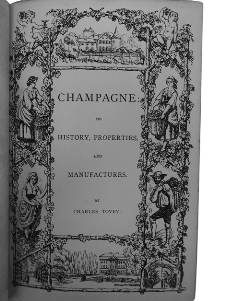 CHAMPAGNE:
ITS
HISTORY, PROPERTIES,
AND
MANUFACTURES.
BY
CHARLES TOVEY.